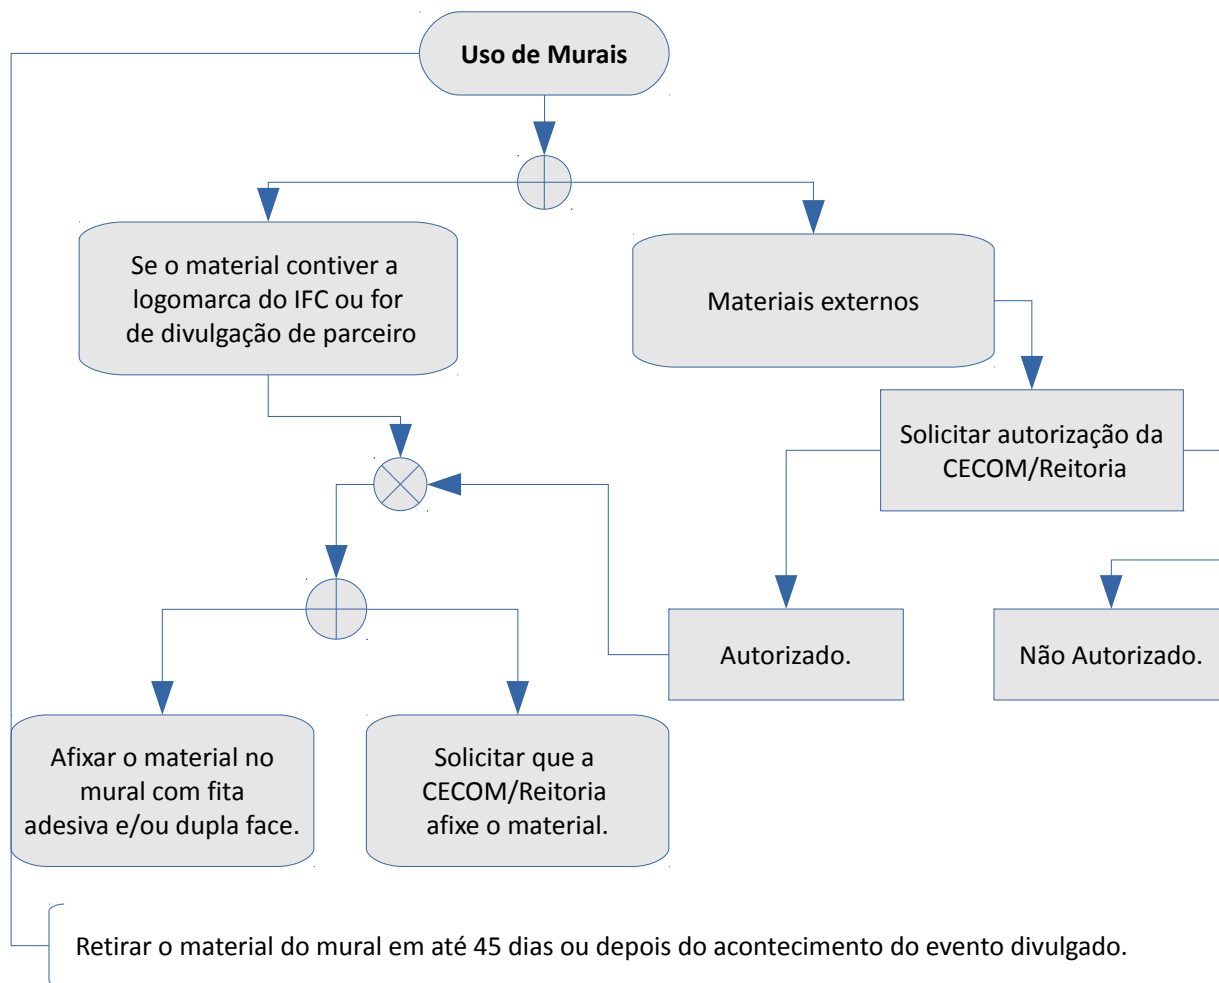 Uso de Murais
Se o material contiver a
logomarca do IFC ou for
de divulgação de parceiro
Materiais externos
Solicitar autorização da
CECOM/Reitoria
Autorizado.
Não Autorizado.
Afixar o material no
mural com fita
adesiva e/ou dupla face.
Solicitar que a
CECOM/Reitoria
afixe o material.
Retirar o material do mural em até 45 dias ou depois do acontecimento do evento divulgado.